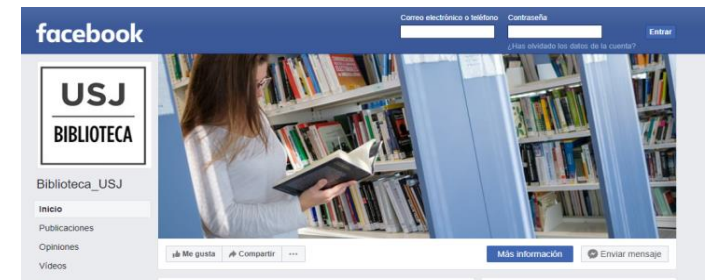 facebook
Correo electrónico o teléfono
Contraseña
Entrar
¿Has olvidado los datos de la cuenta?
USJ
BIBLIOTECA
Biblioteca_USJ
Inicio
Publicaciones
Opiniones
Vídeos
Me gusta
Compartir
Más información
Enviar mensaje